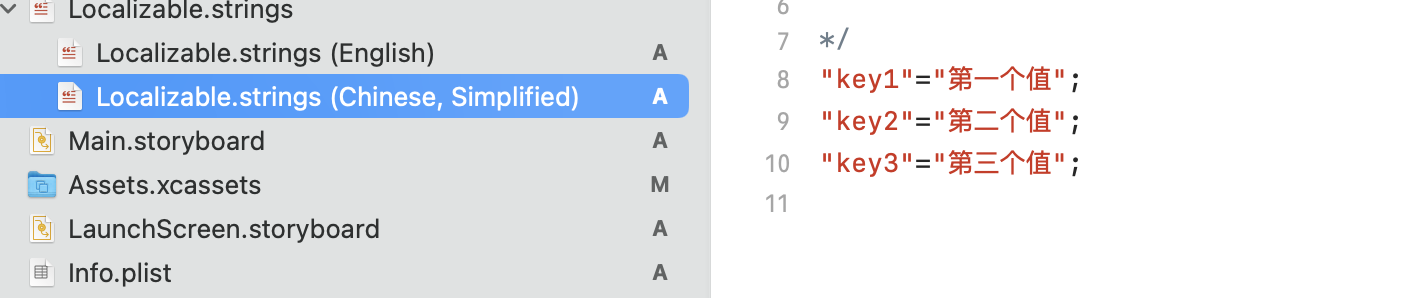 Localizable.strings
Localizable.strings (English) A
Localizable.strings (Chinese, Simplified) A
Main.storyboard A
Assets.xcassets M
LaunchScreen.storyboard A
Info.plist A
6
7 */
8 "key1"="第一个值";
9 "key2"="第二个值";
10 "key3"="第三个值";
11